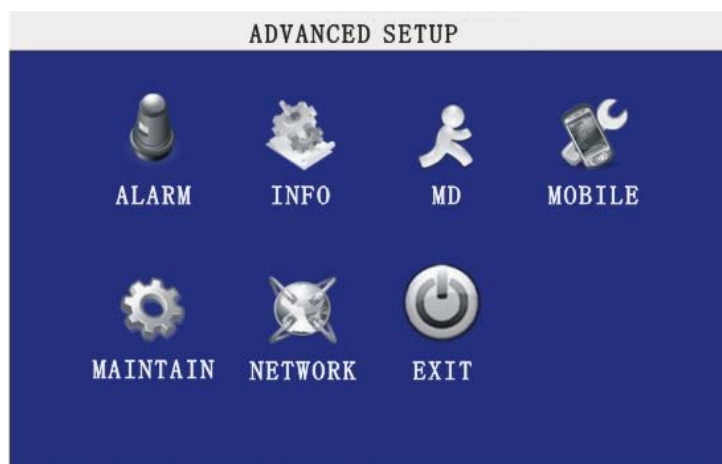 ADVANCED SETUP
ALARM INFO MD MOBILE
MAINTAIN NETWORK EXIT